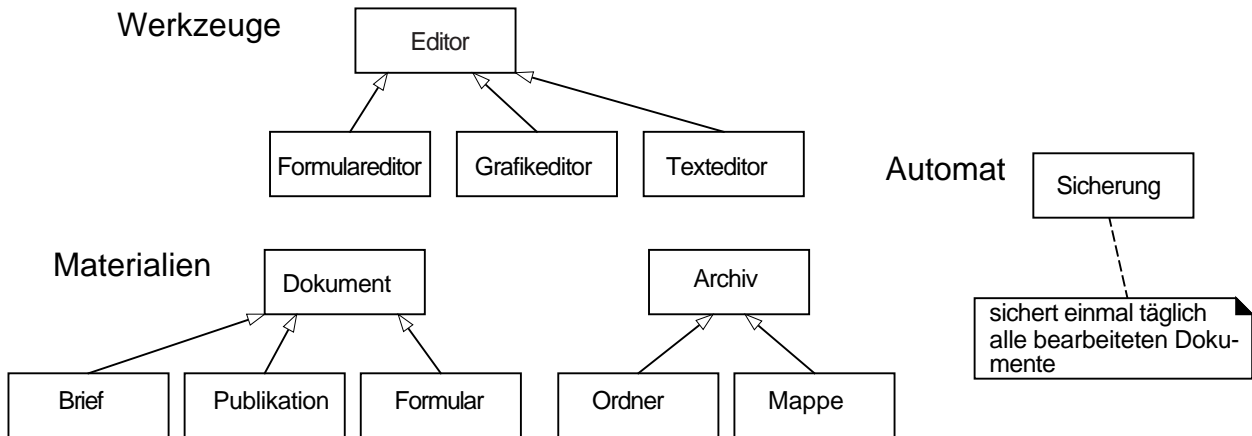 Werkzeuge
Editor
Formulareditor
Grafikeditor
Texteditor
Automat
Sicherung
Materialien
Dokument
Archiv
sichert einmal täglich
alle bearbeiteten Doku-
mente
Brief
Publikation
Formular
Ordner
Mappe